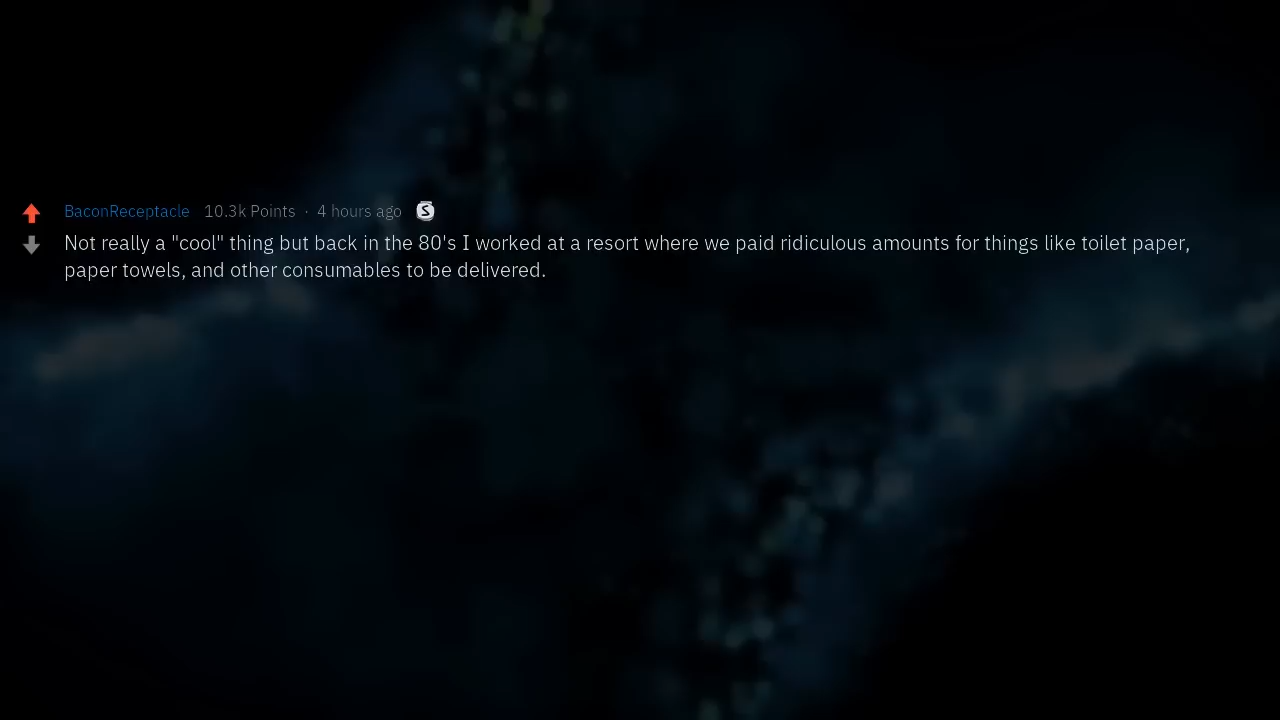 BaconReceptacle 10.3k Points · 4 hours ago S
Not really a "cool" thing but back in the 80's I worked at a resort where we paid ridiculous amounts for things like toilet paper,
paper towels, and other consumables to be delivered.